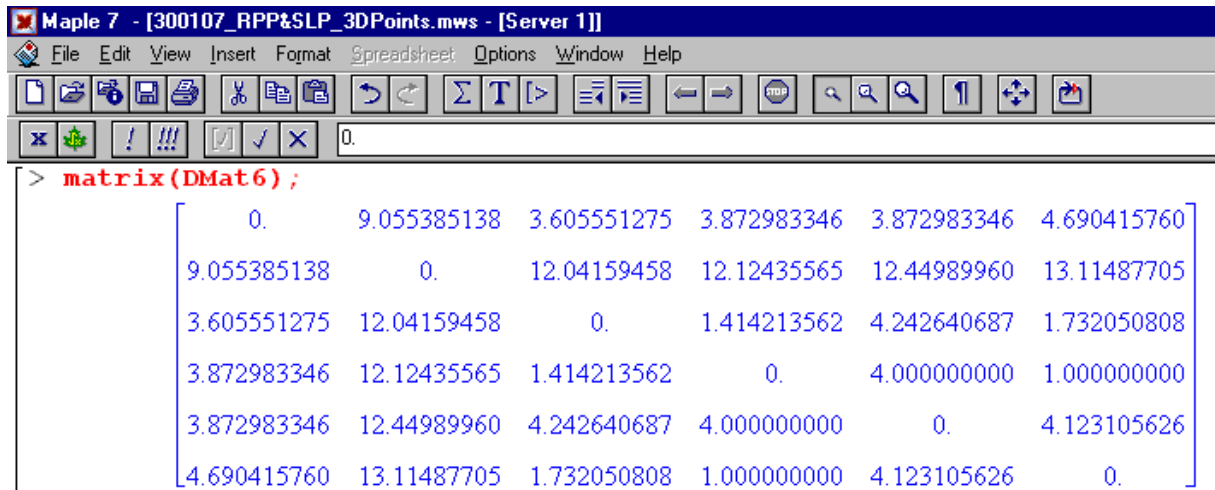 Maple 7 - [300107_RPP&SLP_3DPoints.mws - [Server 1]]
File Edit View Insert Format Spreadsheet Options Window Help
Σ T [> STOP ¶
x ! !!! [√] √ X 0.
> matrix(DMat6);
0. 9.055385138 3.605551275 3.872983346 3.872983346 4.690415760
9.055385138 0. 12.04159458 12.12435565 12.44989960 13.11487705
3.605551275 12.04159458 0. 1.414213562 4.242640687 1.732050808
3.872983346 12.12435565 1.414213562 0. 4.000000000 1.000000000
3.872983346 12.44989960 4.242640687 4.000000000 0. 4.123105626
4.690415760 13.11487705 1.732050808 1.000000000 4.123105626 0.